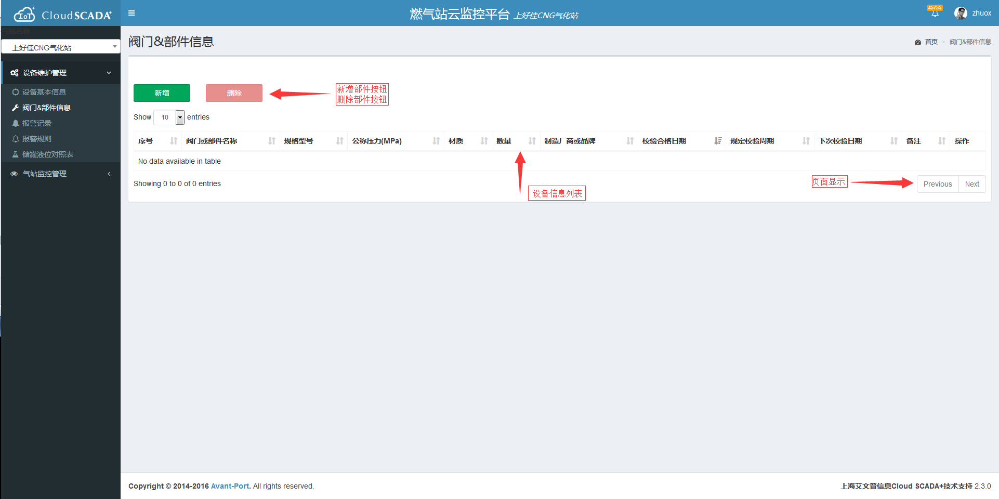 IoT CloudSCADA+
燃气站云监控平台 上好佳CNG气化站
45755
zhuox
气站名称
上好佳CNG气化站
设备维护管理
设备基本信息
阀门&部件信息
报警记录
报警规则
储罐液位对照表
气站监控管理
阀门&部件信息
首页 > 阀门&部件信息
新增
删除
新增部件按钮
删除部件按钮
Show 10 entries
序号 阀门或部件名称 规格型号 公称压力(MPa) 材质 数量 制造厂商或品牌 校验合格日期 规定校验周期 下次校验日期 备注 操作
No data available in table
Showing 0 to 0 of 0 entries
设备信息列表
页面显示
Previous Next
Copyright © 2014-2016 Avant-Port. All rights reserved.
上海艾文普信息Cloud SCADA+技术支持 2.3.0